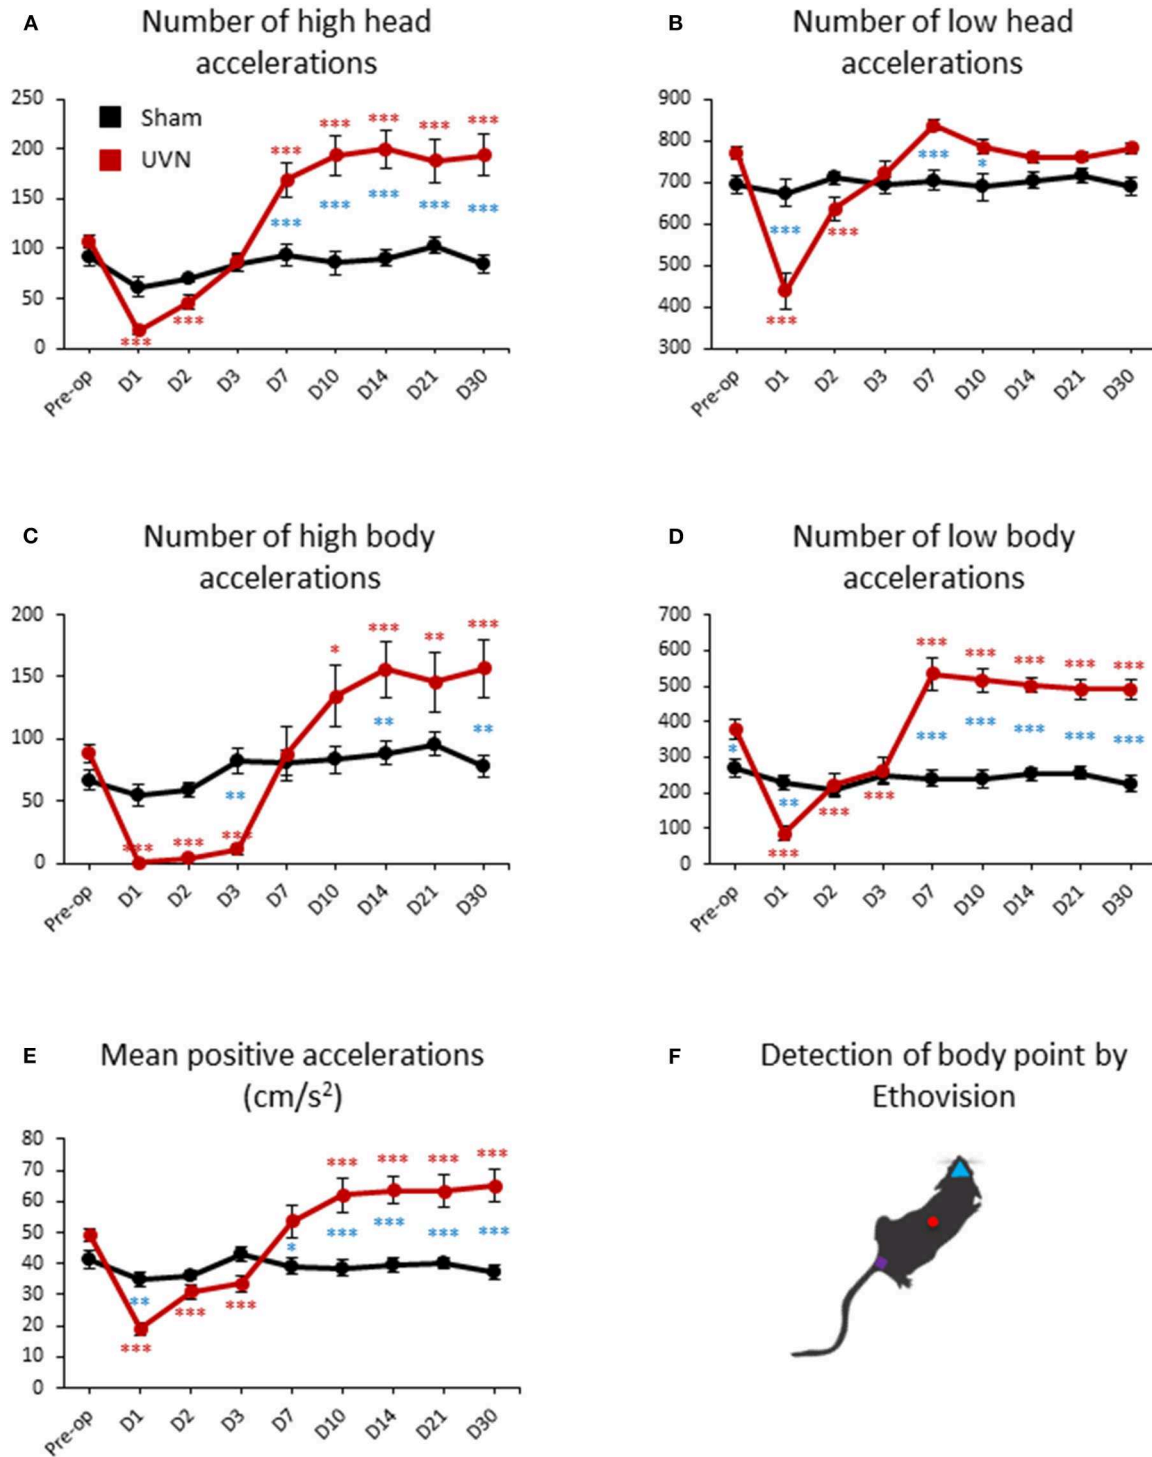 A
Number of high head
accelerations
250
200
150
100
50
0
Sham
UVN
***
***
***
***
***
***
***
***
***
***
***
***
Pre-op
D1
D2
D3
D7
D10
D14
D21
D30
B
Number of low head
accelerations
900
800
700
600
500
400
300
***
***
***
***
*
Pre-op
D1
D2
D3
D7
D10
D14
D21
D30
C
Number of high body
accelerations
200
150
100
50
0
***
***
***
**
*
***
**
***
**
**
Pre-op
D1
D2
D3
D7
D10
D14
D21
D30
D
Number of low body
accelerations
700
600
500
400
300
200
100
0
*
**
***
***
***
***
***
***
***
***
***
***
***
***
***
Pre-op
D1
D2
D3
D7
D10
D14
D21
D30
E
Mean positive accelerations
(cm/s²)
80
70
60
50
40
30
20
10
0
**
***
***
***
*
***
***
***
***
***
***
***
***
Pre-op
D1
D2
D3
D7
D10
D14
D21
D30
F
Detection of body point by
Ethovision